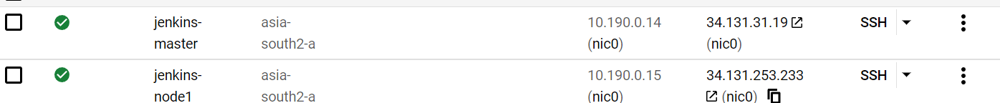 jenkins- asia- 10.190.0.14 34.131.31.19 SSH
master south2-a (nic0) (nic0)
jenkins- asia- 10.190.0.15 34.131.253.233 SSH
node1 south2-a (nic0) (nic0)